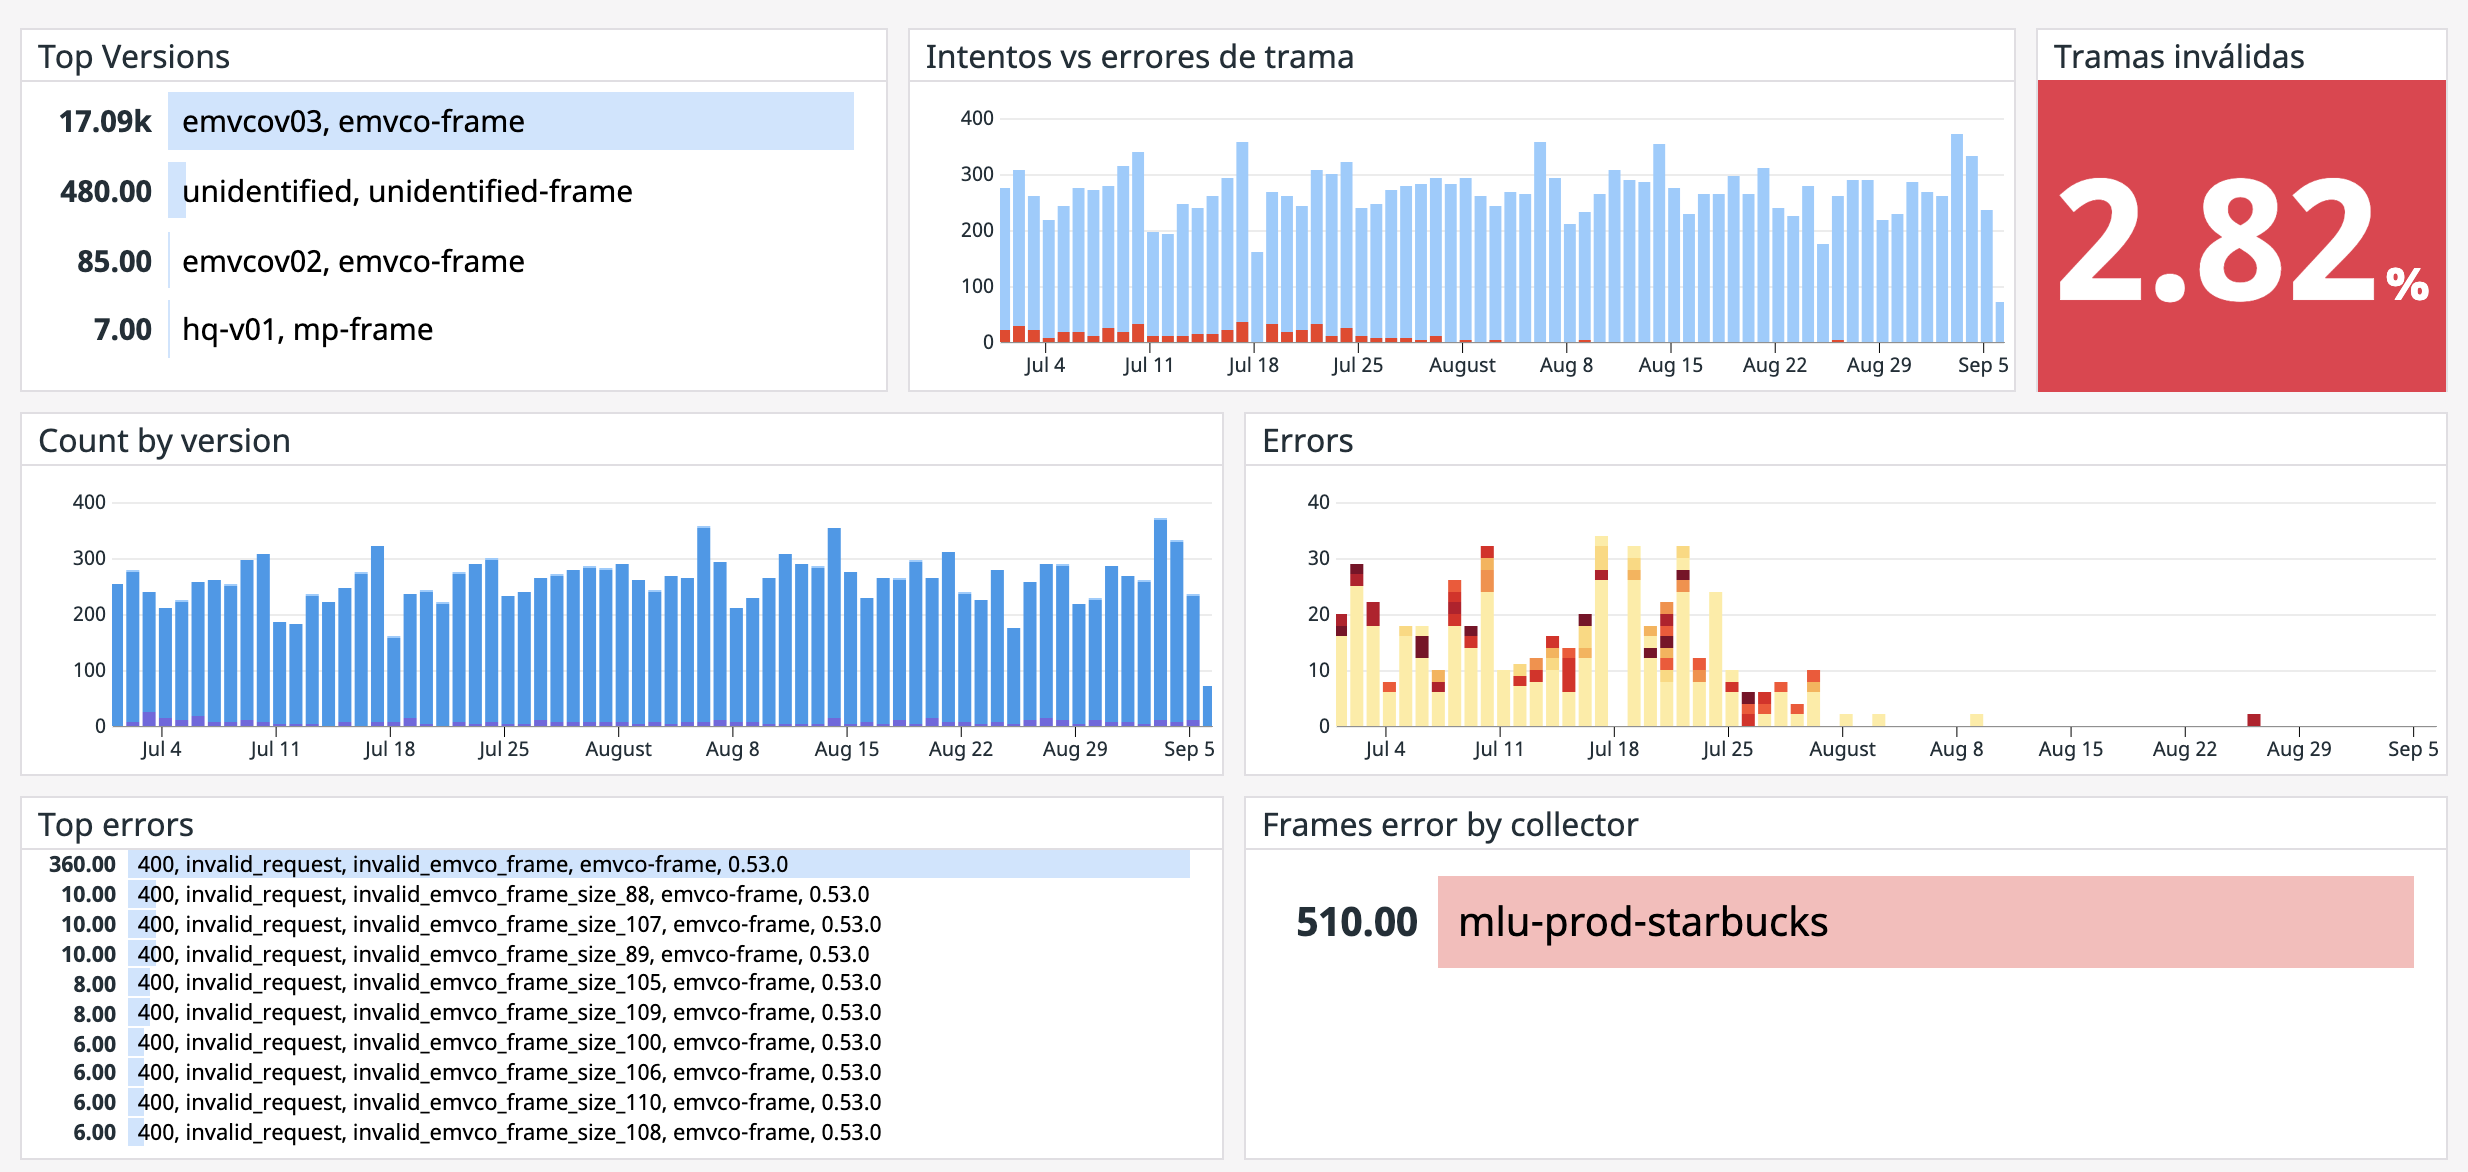 Top Versions
17.09k emvcov03, emvco-frame
480.00 unidentified, unidentified-frame
85.00 emvcov02, emvco-frame
7.00 hq-v01, mp-frame
Intentos vs errores de trama
400
300
200
100
0
Jul 4 Jul 11 Jul 18 Jul 25 August Aug 8 Aug 15 Aug 22 Aug 29 Sep 5
Tramas inválidas
2.82%
Count by version
400
300
200
100
0
Jul 4 Jul 11 Jul 18 Jul 25 August Aug 8 Aug 15 Aug 22 Aug 29 Sep 5
Errors
40
30
20
10
0
Jul 4 Jul 11 Jul 18 Jul 25 August Aug 8 Aug 15 Aug 22 Aug 29 Sep 5
Top errors
360.00 400, invalid_request, invalid_emvco_frame, emvco-frame, 0.53.0
10.00 400, invalid_request, invalid_emvco_frame_size_88, emvco-frame, 0.53.0
10.00 400, invalid_request, invalid_emvco_frame_size_107, emvco-frame, 0.53.0
10.00 400, invalid_request, invalid_emvco_frame_size_89, emvco-frame, 0.53.0
8.00 400, invalid_request, invalid_emvco_frame_size_105, emvco-frame, 0.53.0
8.00 400, invalid_request, invalid_emvco_frame_size_109, emvco-frame, 0.53.0
6.00 400, invalid_request, invalid_emvco_frame_size_100, emvco-frame, 0.53.0
6.00 400, invalid_request, invalid_emvco_frame_size_106, emvco-frame, 0.53.0
6.00 400, invalid_request, invalid_emvco_frame_size_110, emvco-frame, 0.53.0
6.00 400, invalid_request, invalid_emvco_frame_size_108, emvco-frame, 0.53.0
Frames error by collector
510.00 mlu-prod-starbucks